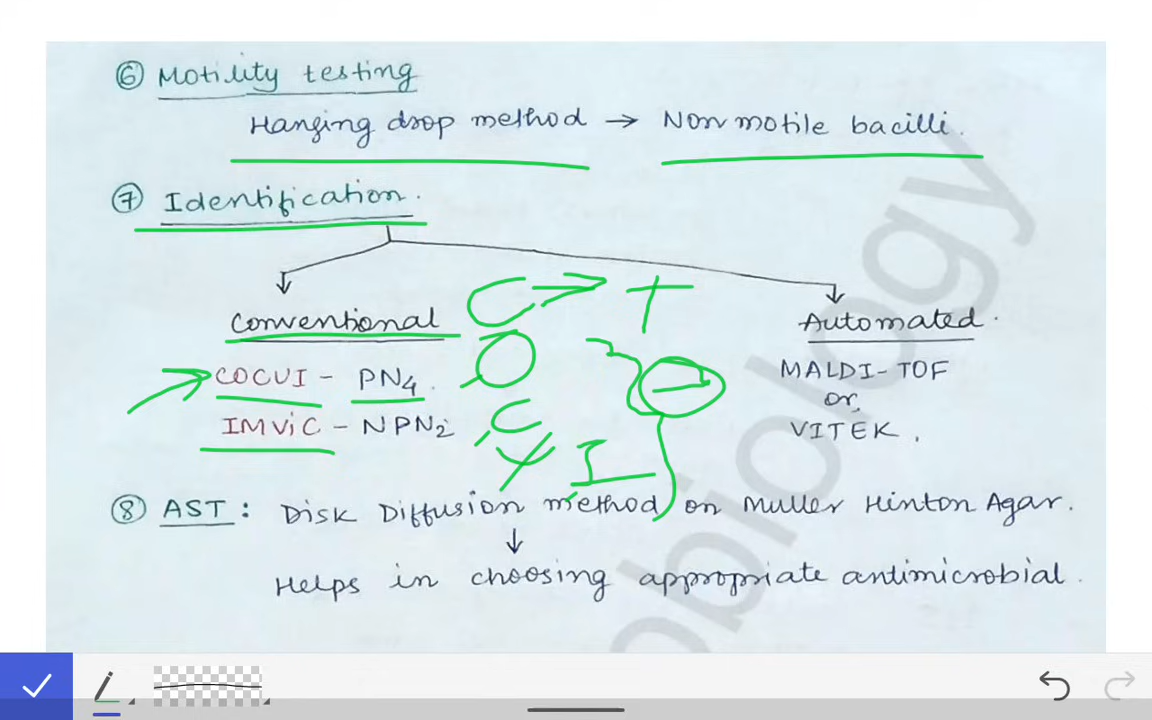 ⑥ Motility testing
Hanging drop method → Non motile bacilli.
⑦ Identification.
Conventional
Automated.
COCUI - PN4.
IMViC - NPN2
MALDI-TOF
or,
VITEK.
C → +
O
C
U I
⑧ AST: Disk Diffusion method on Muller Hinton Agar.
↓
Helps in choosing appropriate antimicrobial.
biology